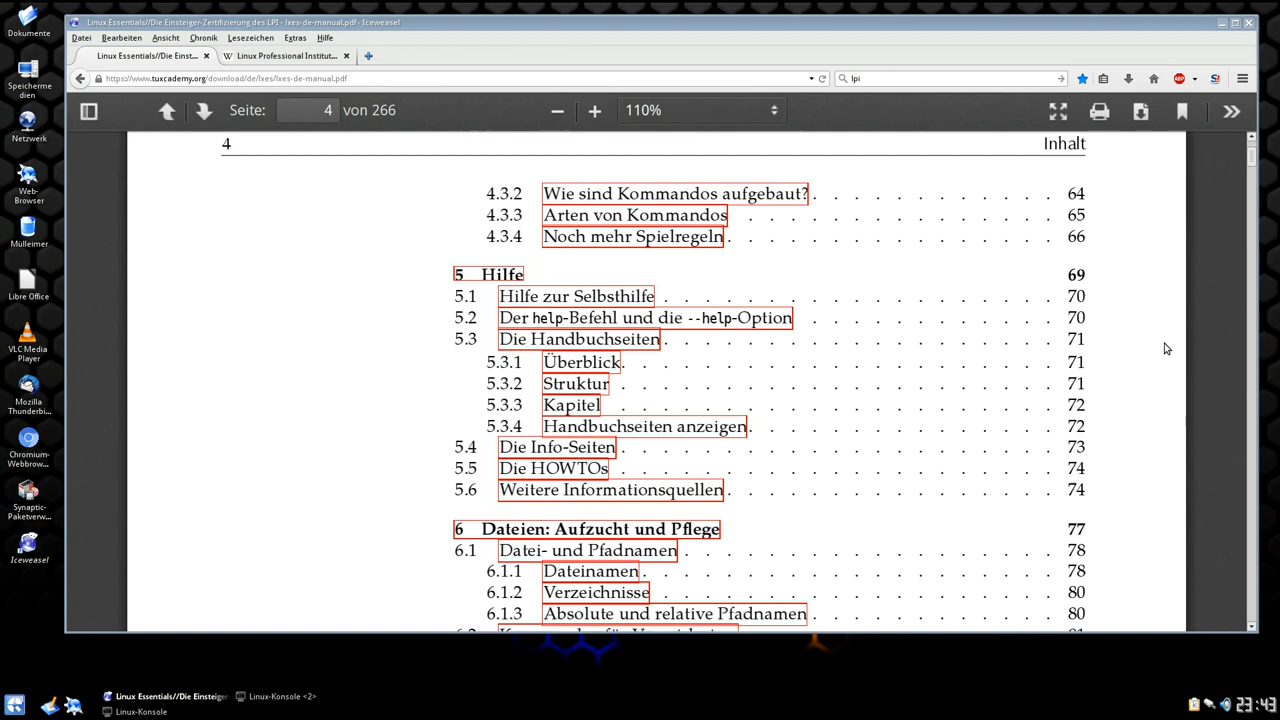 Linux Essentials//Die Einsteiger-Zertifizierung des LPI - lxes-de-manual.pdf - Iceweasel
Datei Bearbeiten Ansicht Chronik Lesezeichen Extras Hilfe
Linux Essentials//Die Einst... Linux Professional Institut...
https://www.tuxcademy.org/download/de/lxes/lxes-de-manual.pdf lpi
Seite: 4 von 266 110%
4 Inhalt
4.3.2 Wie sind Kommandos aufgebaut? 64
4.3.3 Arten von Kommandos 65
4.3.4 Noch mehr Spielregeln 66
5 Hilfe 69
5.1 Hilfe zur Selbsthilfe 70
5.2 Der help-Befehl und die --help-Option 70
5.3 Die Handbuchseiten 71
5.3.1 Überblick 71
5.3.2 Struktur 71
5.3.3 Kapitel 72
5.3.4 Handbuchseiten anzeigen 72
5.4 Die Info-Seiten 73
5.5 Die HOWTOs 74
5.6 Weitere Informationsquellen 74
6 Dateien: Aufzucht und Pflege 77
6.1 Datei- und Pfadnamen 78
6.1.1 Dateinamen 78
6.1.2 Verzeichnisse 80
6.1.3 Absolute und relative Pfadnamen 80
Dokumente
Speicherme
dien
Netzwerk
Web-
Browser
Mülleimer
Libre Office
VLC Media
Player
Mozilla
Thunderbi...
Chromium-
Webbrow...
Synaptic-
Paketverw...
Iceweasel
Linux Essentials//Die Einsteige
Linux-Konsole <2>
Linux-Konsole
23:43